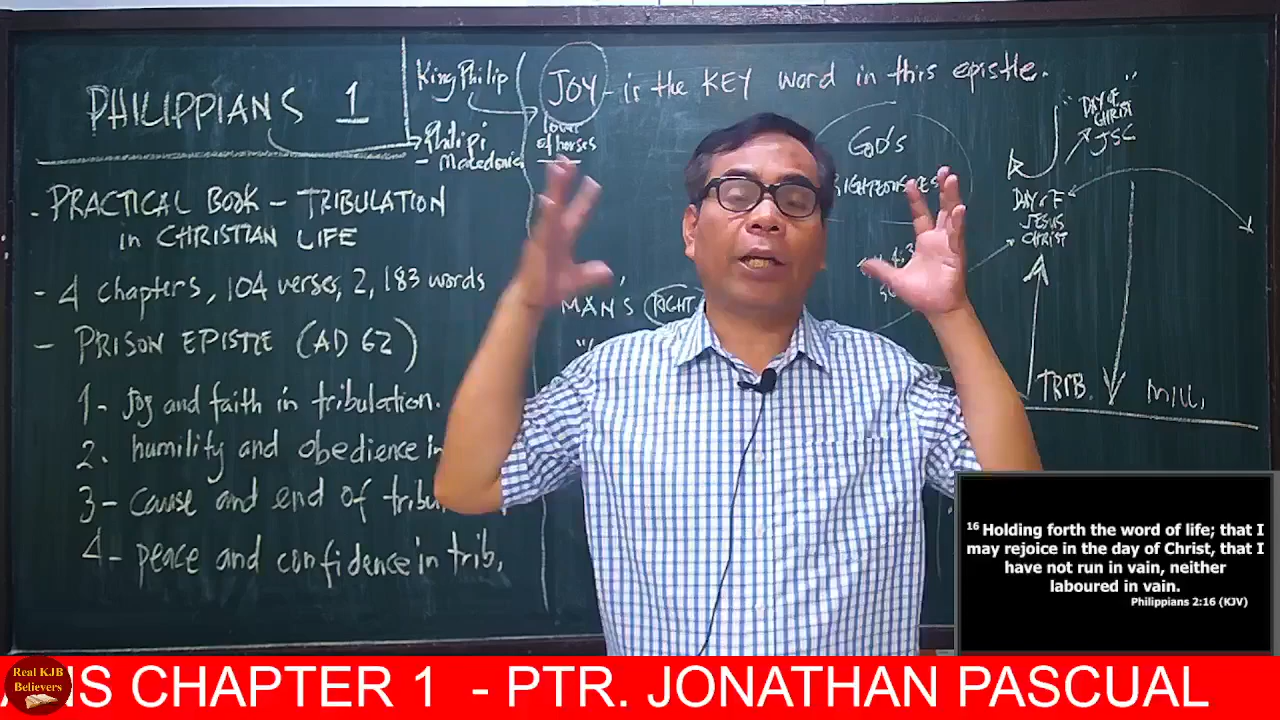 PHILIPPIANS 1
King Philip
Philipi
- Macedonia
JOY - is the KEY word in this epistle.
lover
of horses
- PRACTICAL BOOK - TRIBULATION
in CHRISTIAN LIFE
- 4 chapters, 104 verses, 2,183 words
- PRISON EPISTLE (AD 62)
1- Joy and faith in tribulation.
2. humility and obedience in
3- cause and end of tribu
4- peace and confidence in trib.
God's
MAN'S RIGHT
DAY OF
CHRIST
JSC
DAY OF
JESUS
CHRIST
TRIB.
MILL.
16 Holding forth the word of life; that I
may rejoice in the day of Christ, that I
have not run in vain, neither
laboured in vain.
Philippians 2:16 (KJV)
Real KJB
Believers
NS CHAPTER 1 - PTR. JONATHAN PASCUAL